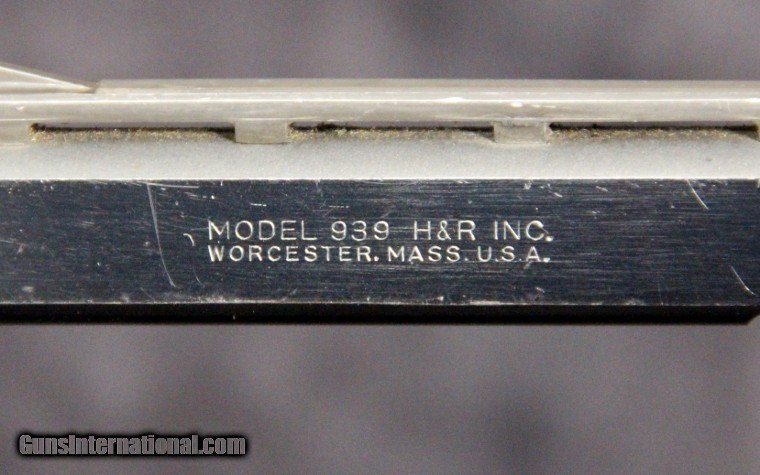 MODEL 939 H&R INC.
WORCESTER. MASS. U.S.A.
GunsInternational.com